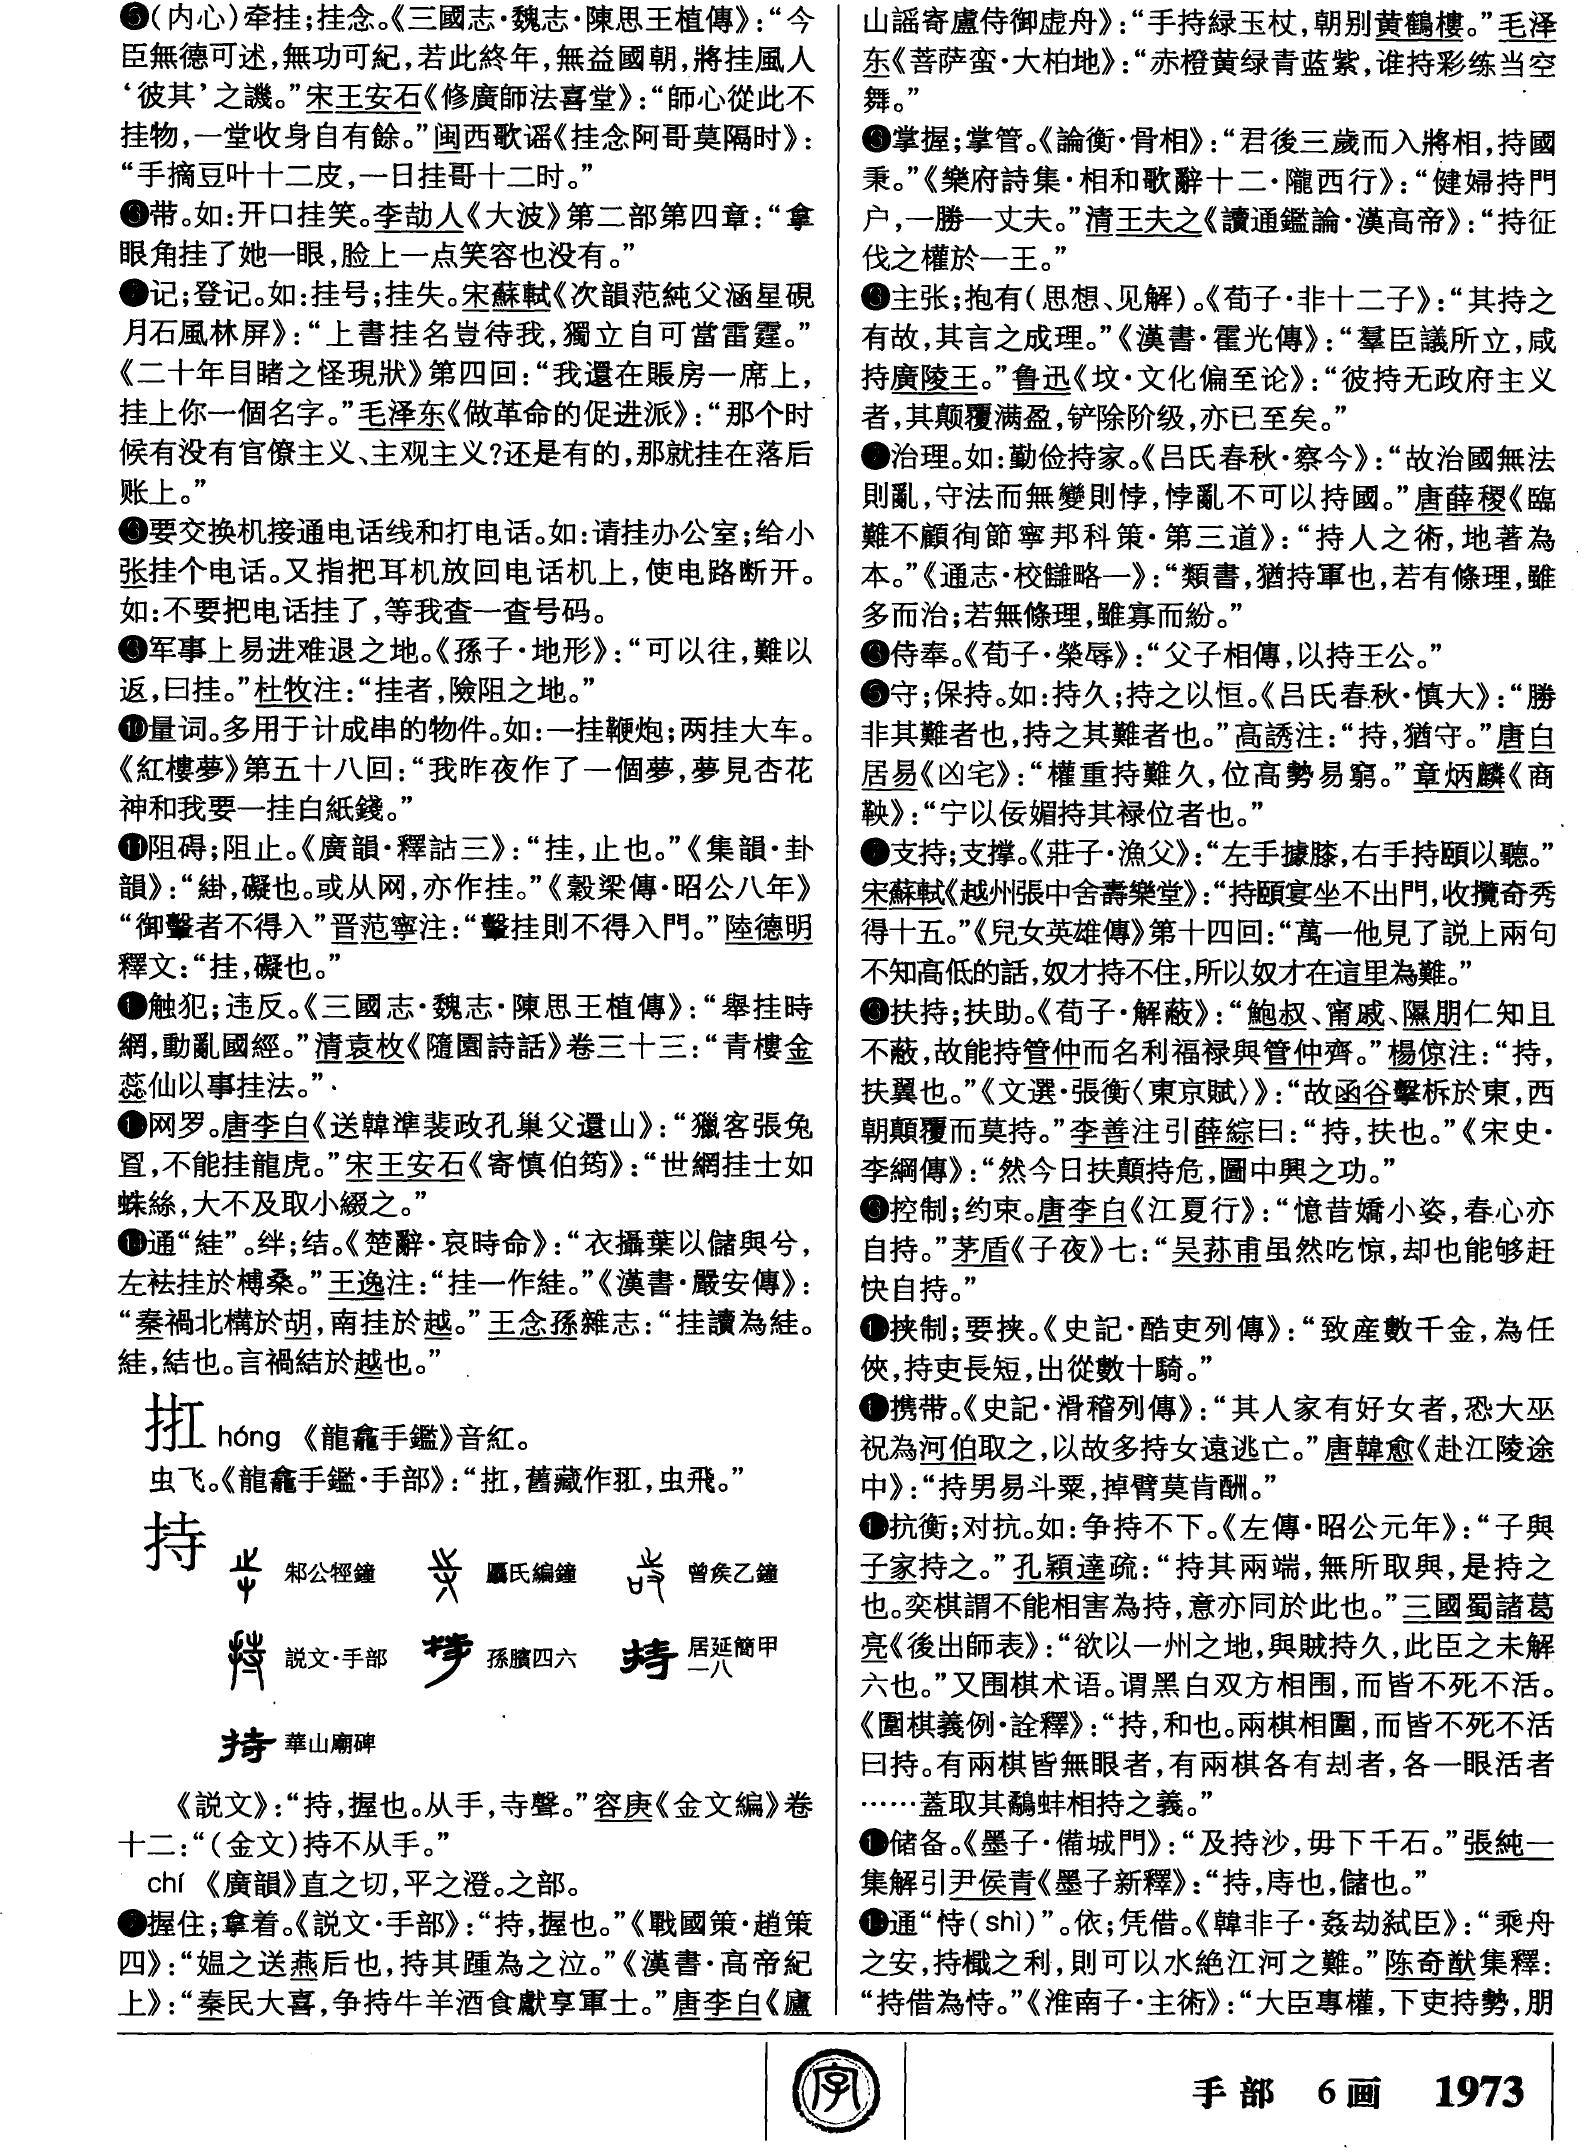 ❺(内心)牵挂;挂念。《三國志·魏志·陳思王植傳》:“今
臣無德可述,無功可紀,若此終年,無益國朝,將挂風人
‘彼其’之譏。”宋王安石《修廣師法喜堂》:“師心從此不
挂物,一堂收身自有餘。”闽西歌谣《挂念阿哥莫隔时》:
“手摘豆叶十二皮,一日挂哥十二时。”
带。如:开口挂笑。李劼人《大波》第二部第四章:“拿
眼角挂了她一眼,脸上一点笑容也没有。”
记;登记。如:挂号;挂失。宋蘇軾《次韻范純父涵星硯
月石風林屏》:“上書挂名豈待我,獨立自可當雷霆。”
《二十年目睹之怪現狀》第四回:“我還在賬房一席上,
挂上你一個名字。”毛泽东《做革命的促进派》:“那个时
候有没有官僚主义、主观主义?还是有的,那就挂在落后
账上。”
要交换机接通电话线和打电话。如:请挂办公室;给小
张挂个电话。又指把耳机放回电话机上,使电路断开。
如:不要把电话挂了,等我查一查号码。
军事上易进难退之地。《孫子·地形》:“可以往,難以
返,曰挂。”杜牧注:“挂者,險阻之地。”
❿量词。多用于计成串的物件。如:一挂鞭炮;两挂大车。
《紅樓夢》第五十八回:“我昨夜作了一個夢,夢見杏花
神和我要一挂白紙錢。”
⓫阻碍;阻止。《廣韻·釋詁三》:“挂,止也。”《集韻·卦
韻》:“絓,礙也。或从网,亦作挂。”《穀梁傳·昭公八年》
“御轚者不得入”晋范寧注:“轚挂則不得入門。”陸德明
釋文:“挂,礙也。”
触犯;违反。《三國志·魏志·陳思王植傳》:“舉挂時
網,動亂國經。”清袁枚《隨園詩話》卷三十三:“青樓金
蕊仙以事挂法。”
网罗。唐李白《送韓準裴政孔巢父還山》:“獵客張兔
罝,不能挂龍虎。”宋王安石《寄慎伯筠》:“世網挂士如
蛛絲,大不及取小綴之。”
通“絓”。绊;结。《楚辭·哀時命》:“衣攝葉以儲與兮,
左袪挂於榑桑。”王逸注:“挂一作絓。”《漢書·嚴安傳》:
“秦禍北構於胡,南挂於越。”王念孫雜志:“挂讀為絓。
絓,結也。言禍結於越也。”
㧬 hóng 《龍龕手鑑》音紅。
虫飞。《龍龕手鑑·手部》:“㧬,舊藏作羾,虫飛。”
持 邾公牼鐘 屭氏編鐘 曾矦乙鐘
説文·手部 孫臏四六 居延簡甲一八
華山廟碑
《説文》:“持,握也。从手,寺聲。”容庚《金文編》卷
十二:“(金文)持不从手。”
chí 《廣韻》直之切,平之澄。之部。
握住;拿着。《説文·手部》:“持,握也。”《戰國策·趙策
四》:“媪之送燕后也,持其踵為之泣。”《漢書·高帝紀
上》:“秦民大喜,争持牛羊酒食獻享軍士。”唐李白《廬
山謡寄盧侍御虚舟》:“手持緑玉杖,朝别黄鶴樓。”毛泽
东《菩萨蛮·大柏地》:“赤橙黄绿青蓝紫,谁持彩练当空
舞。”
掌握;掌管。《論衡·骨相》:“君後三歲而入將相,持國
秉。”《樂府詩集·相和歌辭十二·隴西行》:“健婦持門
户,一勝一丈夫。”清王夫之《讀通鑑論·漢高帝》:“持征
伐之權於一王。”
主张;抱有(思想、见解)。《荀子·非十二子》:“其持之
有故,其言之成理。”《漢書·霍光傳》:“羣臣議所立,咸
持廣陵王。”鲁迅《坟·文化偏至论》:“彼持无政府主义
者,其颠覆满盈,铲除阶级,亦已至矣。”
治理。如:勤俭持家。《吕氏春秋·察今》:“故治國無法
則亂,守法而無變則悖,悖亂不可以持國。”唐薛稷《臨
難不顧徇節寧邦科策·第三道》:“持人之術,地著為
本。”《通志·校讎略一》:“類書,猶持軍也,若有條理,雖
多而治;若無條理,雖寡而紛。”
侍奉。《荀子·榮辱》:“父子相傳,以持王公。”
守;保持。如:持久;持之以恒。《吕氏春秋·慎大》:“勝
非其難者也,持之其難者也。”高誘注:“持,猶守。”唐白
居易《凶宅》:“權重持難久,位高勢易窮。”章炳麟《商
鞅》:“宁以佞媚持其禄位者也。”
支持;支撑。《莊子·漁父》:“左手據膝,右手持頤以聽。”
宋蘇軾《越州張中舍壽樂堂》:“持頤宴坐不出門,收攬奇秀
得十五。”《兒女英雄傳》第十四回:“萬一他見了説上兩句
不知高低的話,奴才持不住,所以奴才在這里為難。”
扶持;扶助。《荀子·解蔽》:“鮑叔、甯戚、隰朋仁知且
不蔽,故能持管仲而名利福禄與管仲齊。”楊倞注:“持,
扶翼也。”《文選·張衡〈東京賦〉》:“故函谷擊柝於東,西
朝顛覆而莫持。”李善注引薛綜曰:“持,扶也。”《宋史·
李綱傳》:“然今日扶顛持危,圖中興之功。”
控制;约束。唐李白《江夏行》:“憶昔嬌小姿,春心亦
自持。”茅盾《子夜》七:“吴荪甫虽然吃惊,却也能够赶
快自持。”
挟制;要挟。《史記·酷吏列傳》:“致産數千金,為任
俠,持吏長短,出從數十騎。”
携带。《史記·滑稽列傳》:“其人家有好女者,恐大巫
祝為河伯取之,以故多持女遠逃亡。”唐韓愈《赴江陵途
中》:“持男易斗粟,掉臂莫肯酬。”
抗衡;对抗。如:争持不下。《左傳·昭公元年》:“子與
子家持之。”孔穎達疏:“持其兩端,無所取與,是持之
也。奕棋謂不能相害為持,意亦同於此也。”三國蜀諸葛
亮《後出師表》:“欲以一州之地,與賊持久,此臣之未解
六也。”又围棋术语。谓黑白双方相围,而皆不死不活。
《圍棋義例·詮釋》:“持,和也。兩棋相圍,而皆不死不活
曰持。有兩棋皆無眼者,有兩棋各有刦者,各一眼活者
……蓋取其鷸蚌相持之義。”
储备。《墨子·備城門》:“及持沙,毋下千石。”張純一
集解引尹侯青《墨子新釋》:“持,庤也,儲也。”
通“恃(shì)”。依;凭借。《韓非子·姦劫弑臣》:“乘舟
之安,持檝之利,則可以水絶江河之難。”陈奇猷集釋:
“持借為恃。”《淮南子·主術》:“大臣專權,下吏持勢,朋
字
手部 6画 1973